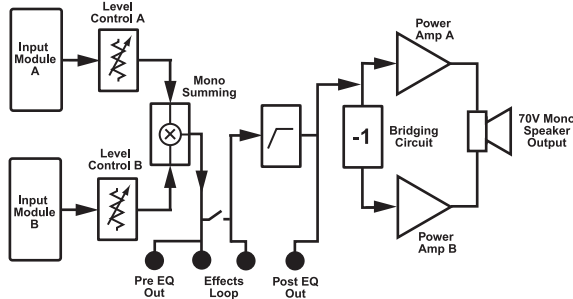 Input
Module
A
Level
Control A
Mono
Summing
Input
Module
B
Level
Control B
Pre EQ
Out
Effects
Loop
Post EQ
Out
-1
Bridging
Circuit
Power
Amp A
Power
Amp B
70V Mono
Speaker
Output